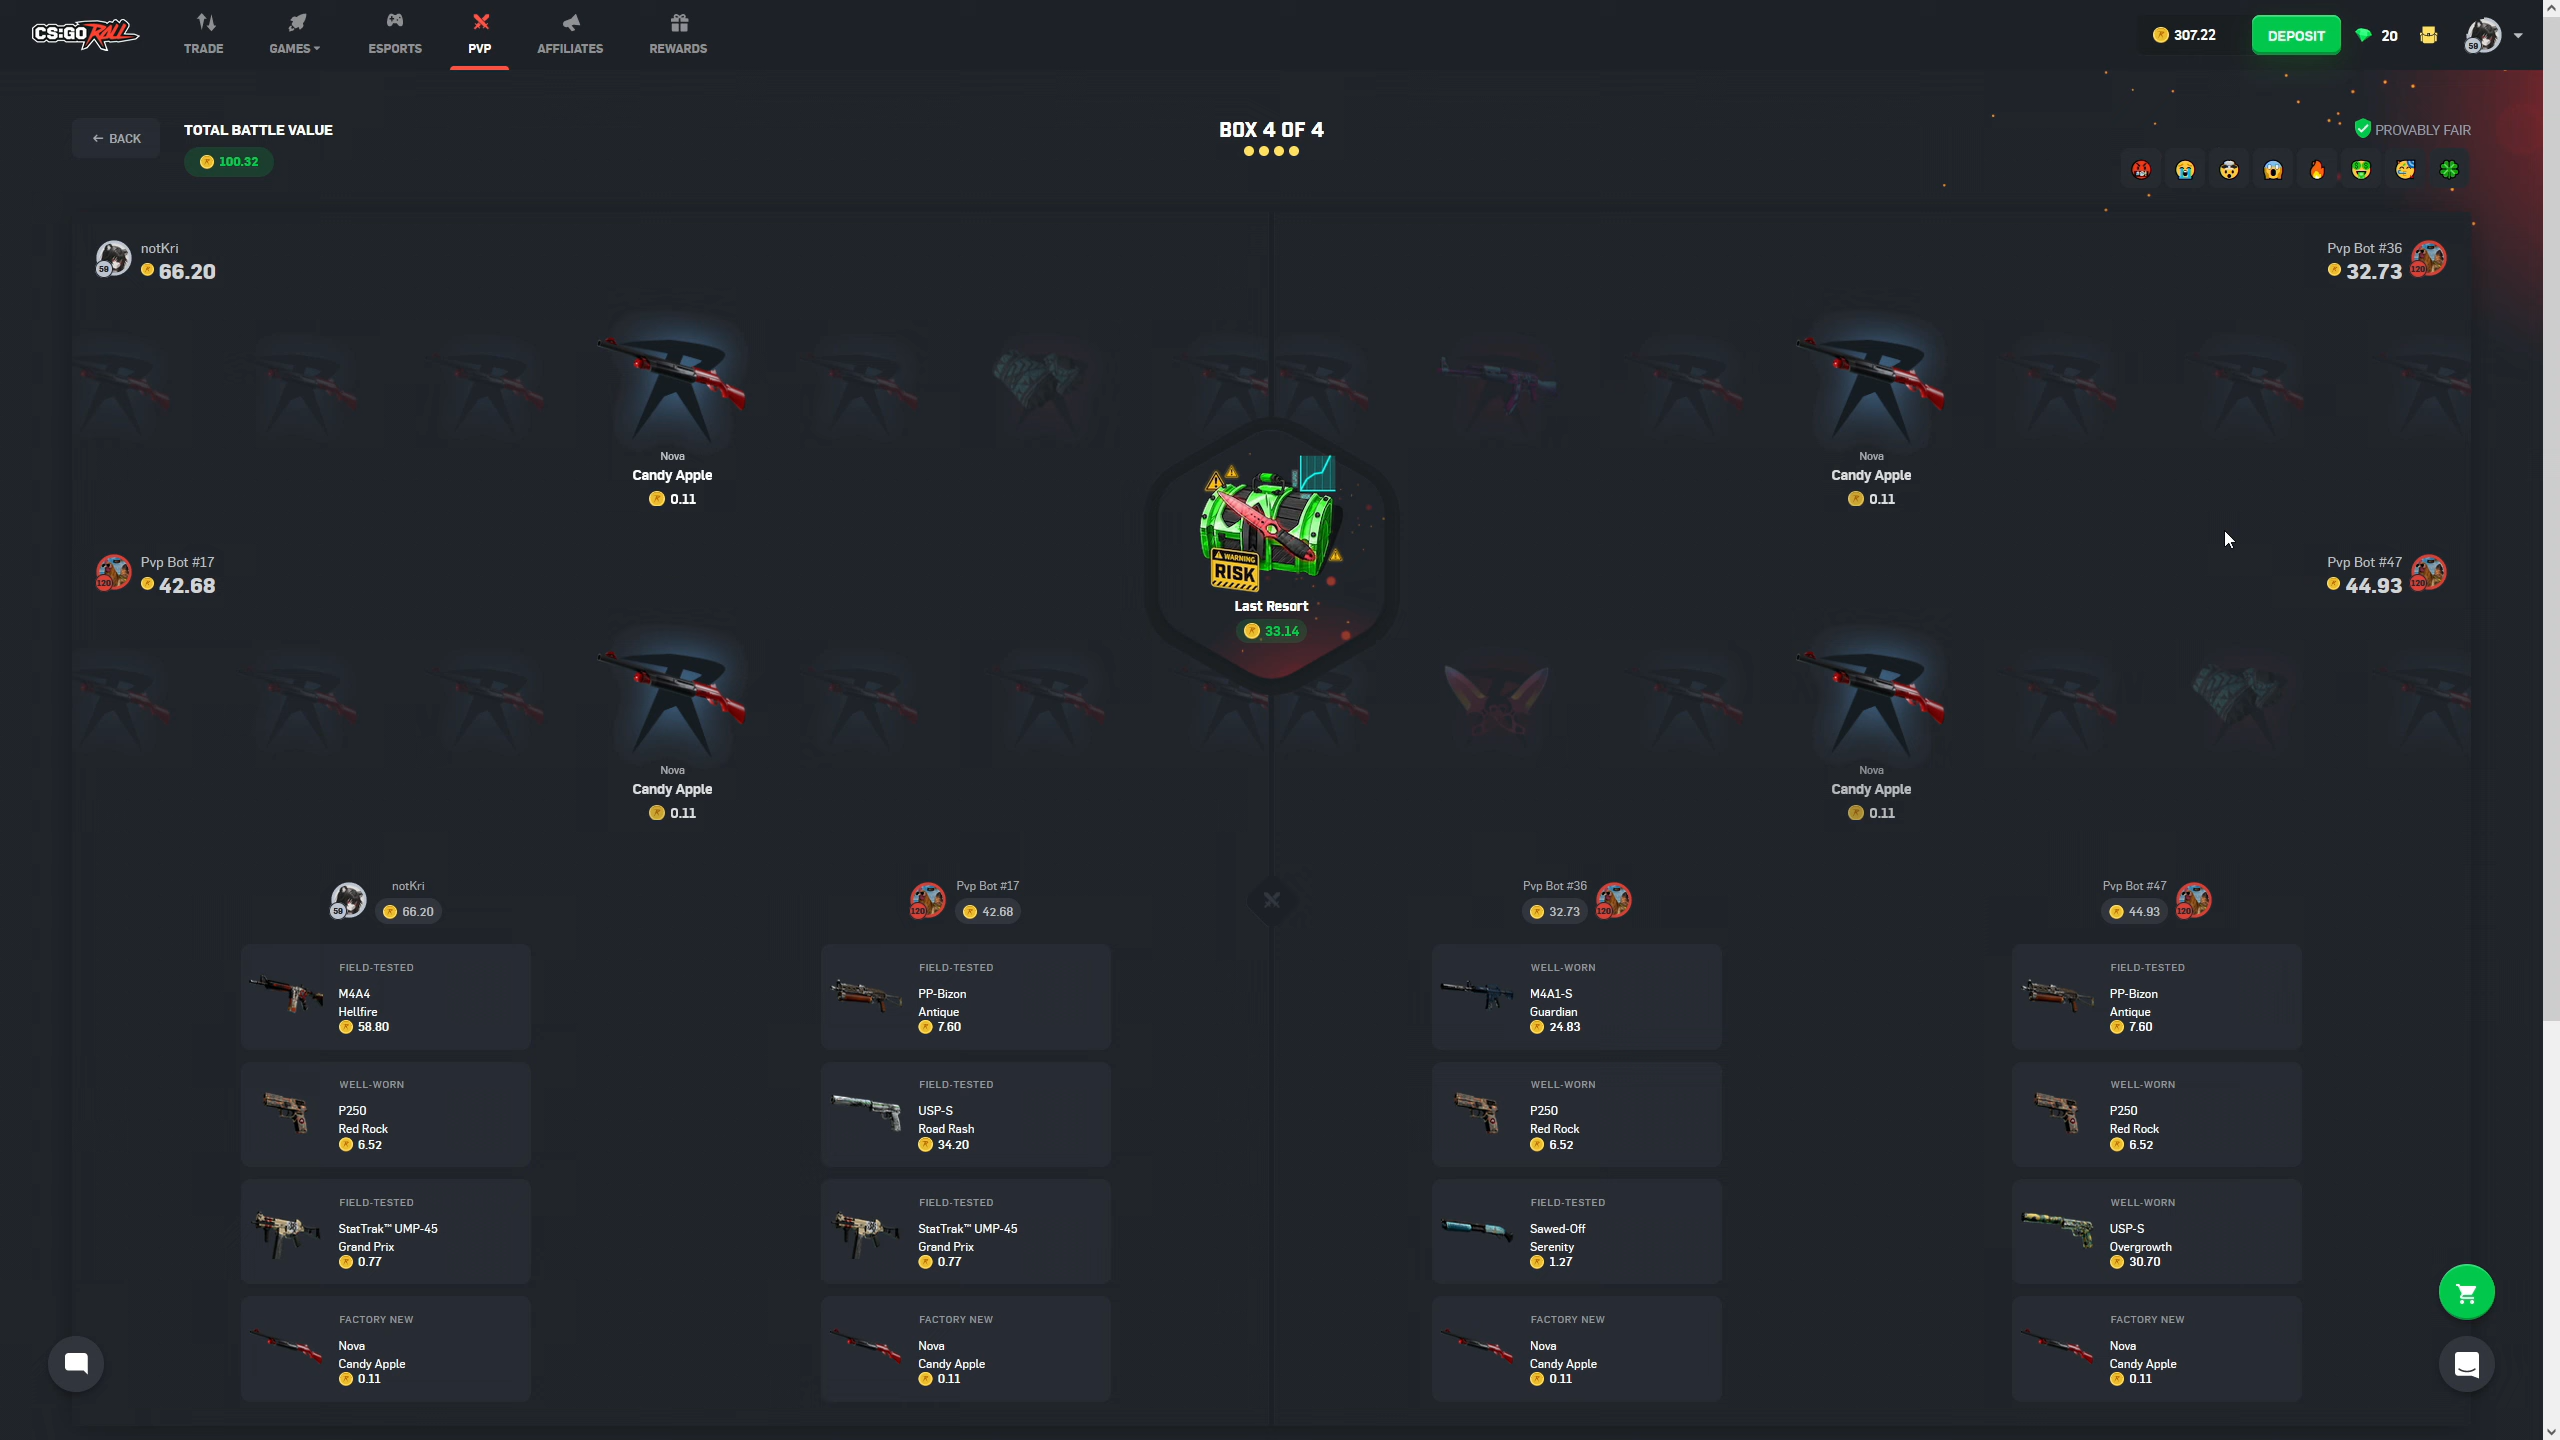 CS:GO ROLL
TRADE
GAMES
ESPORTS
PVP
AFFILIATES
REWARDS
307.22
DEPOSIT
20
59
← BACK
TOTAL BATTLE VALUE
100.32
BOX 4 OF 4
PROVABLY FAIR
notKri
59
66.20
Pvp Bot #36
32.73
120
Nova
Candy Apple
0.11
Nova
Candy Apple
0.11
WARNING
RISK
Last Resort
33.14
Pvp Bot #17
120
42.68
Pvp Bot #47
44.93
120
Nova
Candy Apple
0.11
Nova
Candy Apple
0.11
notKri
59
66.20
Pvp Bot #17
120
42.68
Pvp Bot #36
32.73
120
Pvp Bot #47
44.93
120
FIELD-TESTED
M4A4
Hellfire
58.80
FIELD-TESTED
PP-Bizon
Antique
7.60
WELL-WORN
M4A1-S
Guardian
24.83
FIELD-TESTED
PP-Bizon
Antique
7.60
WELL-WORN
P250
Red Rock
6.52
FIELD-TESTED
USP-S
Road Rash
34.20
WELL-WORN
P250
Red Rock
6.52
WELL-WORN
P250
Red Rock
6.52
FIELD-TESTED
StatTrak™ UMP-45
Grand Prix
0.77
FIELD-TESTED
StatTrak™ UMP-45
Grand Prix
0.77
FIELD-TESTED
Sawed-Off
Serenity
1.27
WELL-WORN
USP-S
Overgrowth
30.70
FACTORY NEW
Nova
Candy Apple
0.11
FACTORY NEW
Nova
Candy Apple
0.11
FACTORY NEW
Nova
Candy Apple
0.11
FACTORY NEW
Nova
Candy Apple
0.11